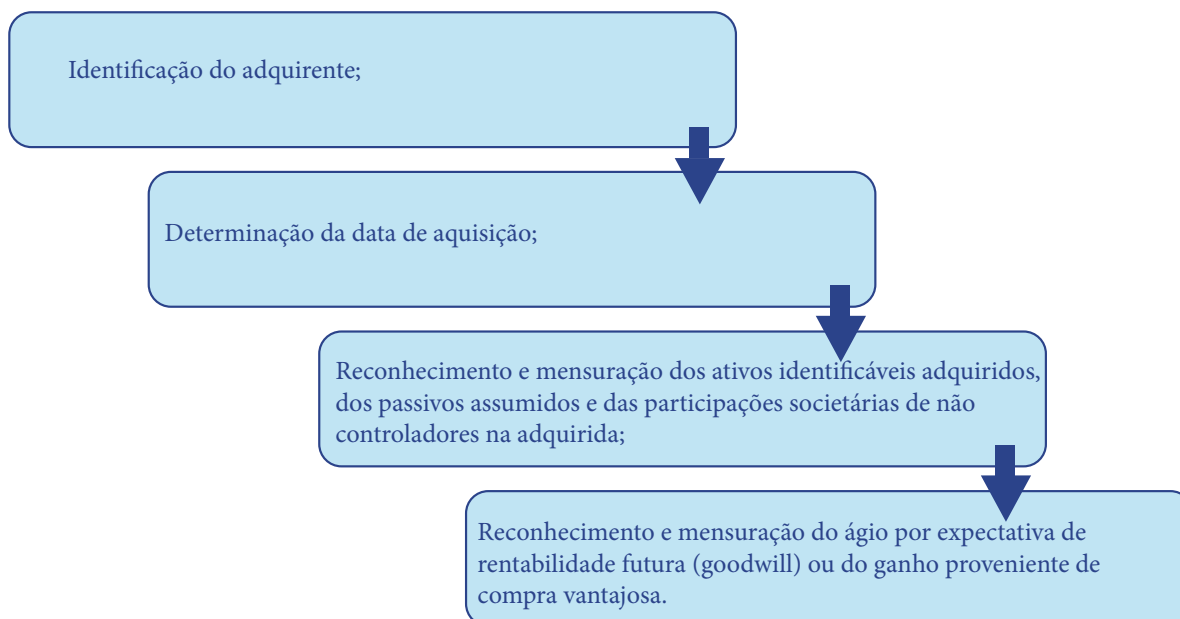 Identificação do adquirente;
Determinação da data de aquisição;
Reconhecimento e mensuração dos ativos identificáveis adquiridos,
dos passivos assumidos e das participações societárias de não
controladores na adquirida;
Reconhecimento e mensuração do ágio por expectativa de
rentabilidade futura (goodwill) ou do ganho proveniente de
compra vantajosa.